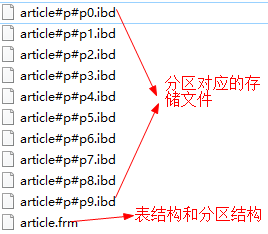 article#p#p0.ibd
article#p#p1.ibd
article#p#p2.ibd
article#p#p3.ibd
article#p#p4.ibd
article#p#p5.ibd
article#p#p6.ibd
article#p#p7.ibd
article#p#p8.ibd
article#p#p9.ibd
article.frm
分区对应的存
储文件
表结构和分区结构